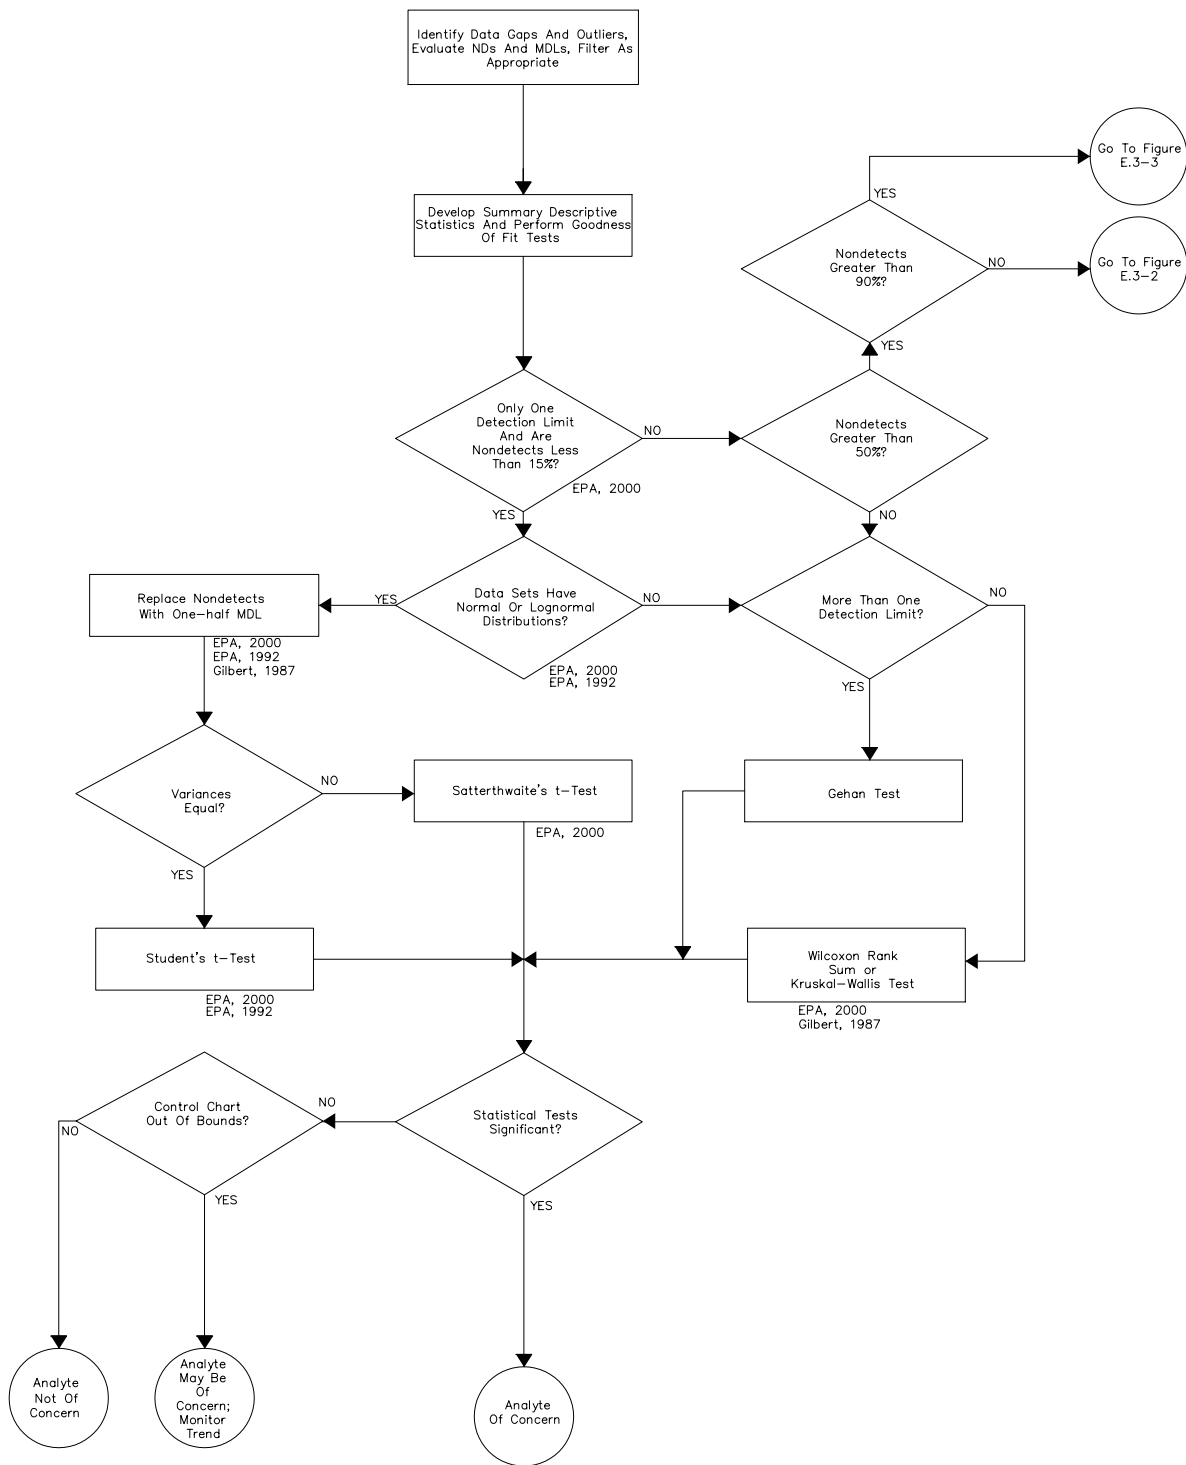 Identify Data Gaps And Outliers,
Evaluate NDs And MDLs, Filter As
Appropriate
Go To Figure
E.3-3
YES
Develop Summary Descriptive
Statistics And Perform Goodness
Of Fit Tests
Nondetects
Greater Than
90%?
NO
Go To Figure
E.3-2
YES
Only One
Detection Limit
And Are
Nondetects Less
Than 15%?
NO
Nondetects
Greater Than
50%?
EPA, 2000
YES
NO
Replace Nondetects
With One-half MDL
YES
Data Sets Have
Normal Or Lognormal
Distributions?
NO
More Than One
Detection Limit?
NO
EPA, 2000
EPA, 1992
Gilbert, 1987
EPA, 2000
EPA, 1992
YES
Variances
Equal?
NO
Satterthwaite's t-Test
Gehan Test
EPA, 2000
YES
Student's t-Test
Wilcoxon Rank
Sum or
Kruskal-Wallis Test
EPA, 2000
EPA, 1992
EPA, 2000
Gilbert, 1987
Control Chart
Out Of Bounds?
NO
Statistical Tests
Significant?
NO
YES
YES
Analyte
Not Of
Concern
Analyte
May Be
Of
Concern;
Monitor
Trend
Analyte
Of Concern